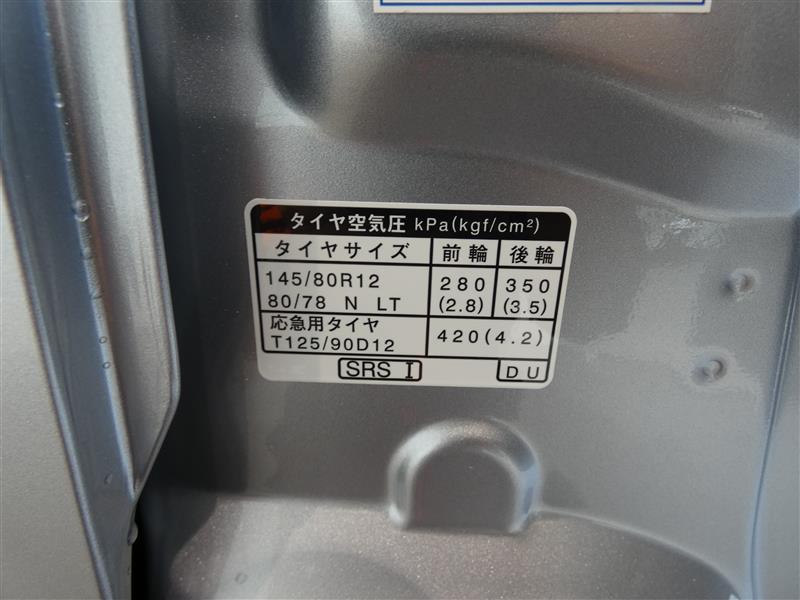 タイヤ空気圧 kPa(kgf/cm²)
タイヤサイズ 前輪 後輪
145/80R12 280 350
80/78 N LT (2.8) (3.5)
応急用タイヤ
T125/90D12 420(4.2)
SRS I DU